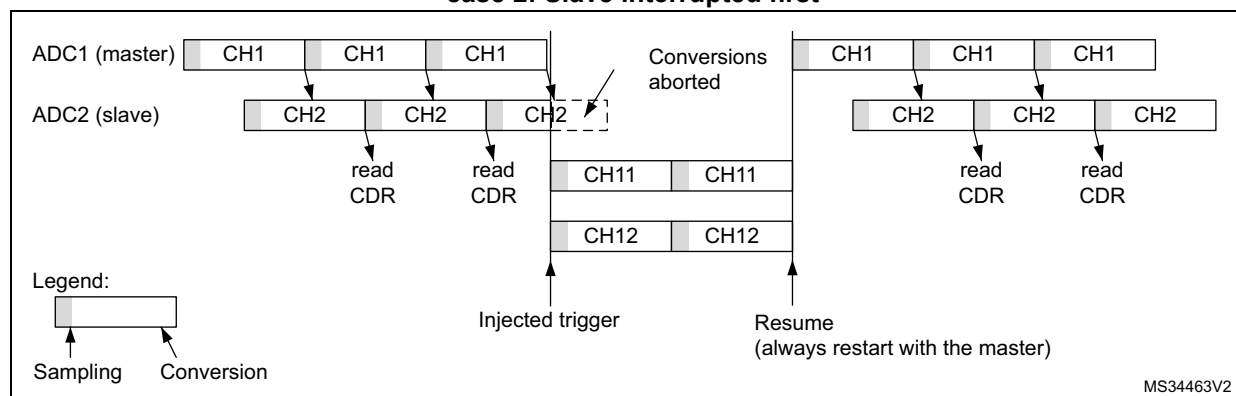 case 2: Slave interrupted first
ADC1 (master)
CH1
CH1
CH1
Conversions
aborted
CH1
CH1
CH1
ADC2 (slave)
CH2
CH2
CH2
CH2
CH2
CH2
read
CDR
read
CDR
read
CDR
read
CDR
CH11
CH11
CH12
CH12
Legend:
Sampling
Conversion
Injected trigger
Resume
(always restart with the master)
MS34463V2